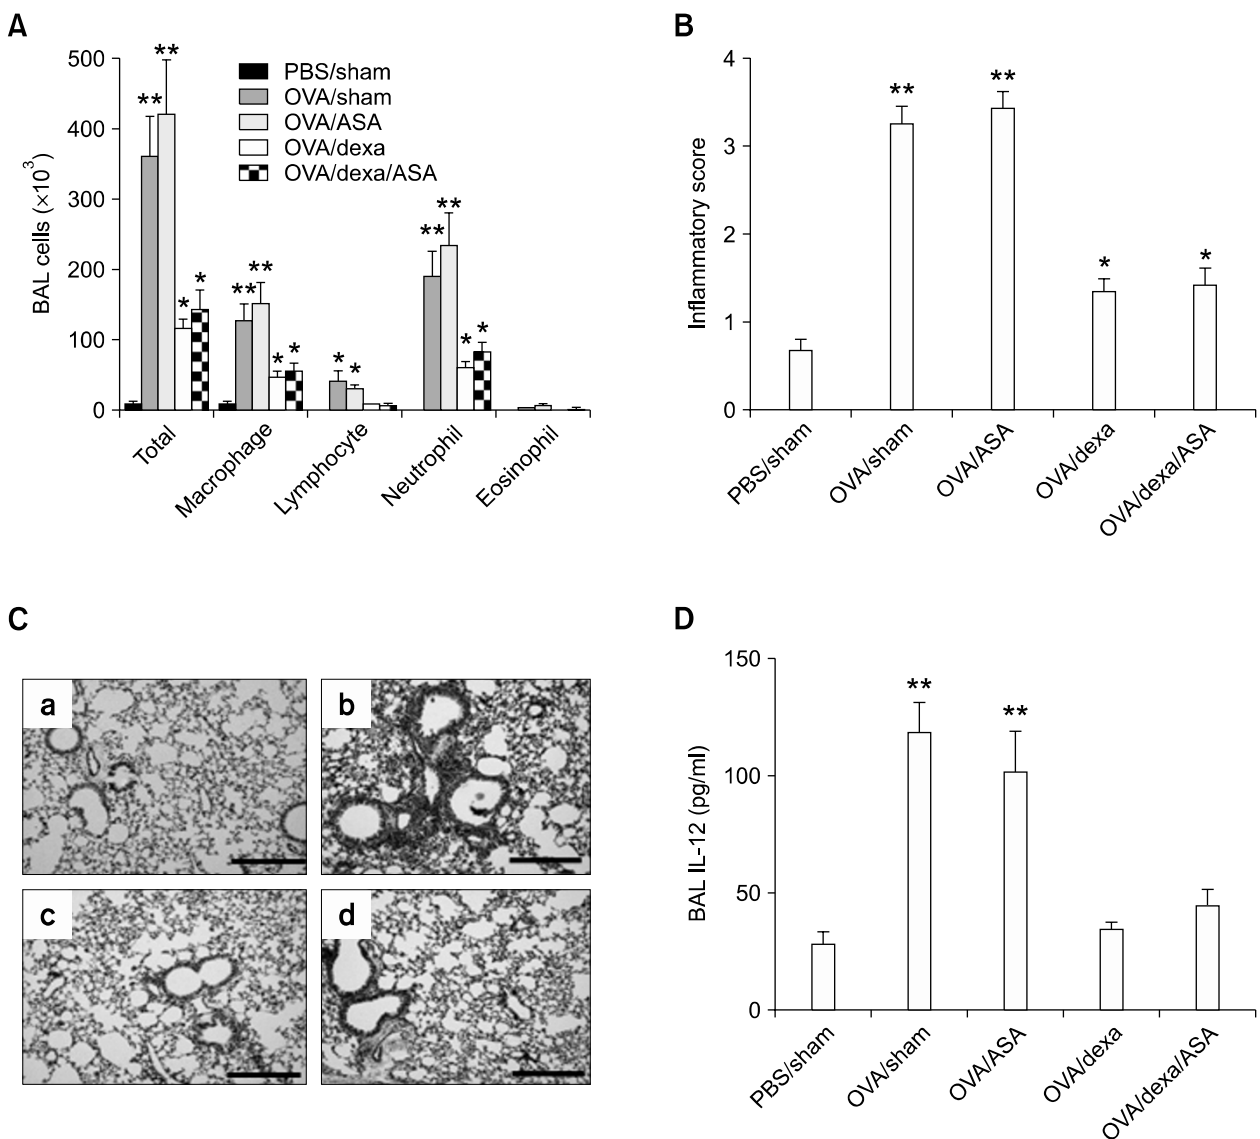 A
500
400
300
200
100
0
BAL cells (×10³)
PBS/sham
OVA/sham
OVA/ASA
OVA/dexa
OVA/dexa/ASA
**
**
*
*
**
**
*
*
*
*
**
**
*
*
Total
Macrophage
Lymphocyte
Neutrophil
Eosinophil
B
4
3
2
1
0
Inflammatory score
**
**
*
*
PBS/sham
OVA/sham
OVA/ASA
OVA/dexa
OVA/dexa/ASA
C
a
b
c
d
D
150
100
50
0
BAL IL-12 (pg/ml)
**
**
PBS/sham
OVA/sham
OVA/ASA
OVA/dexa
OVA/dexa/ASA